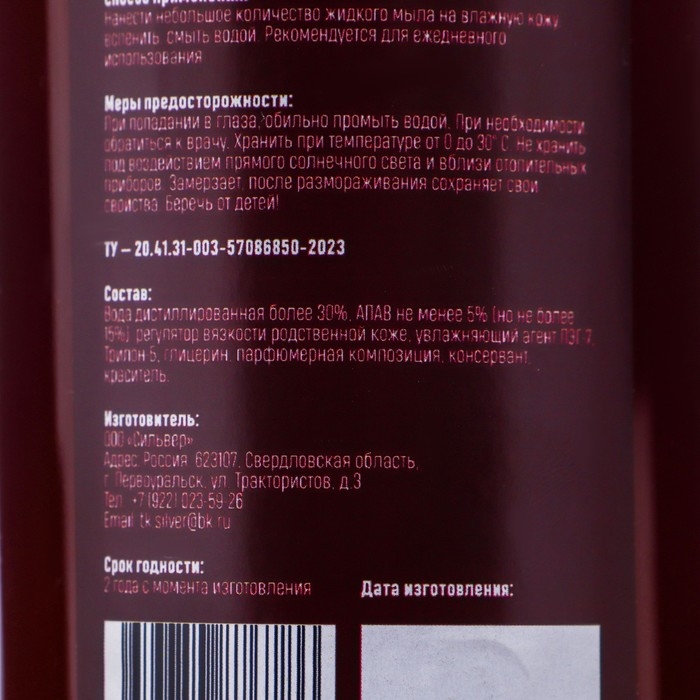 Способ применения:
Нанести небольшое количество жидкого мыла на влажную кожу,
вспенить, смыть водой. Рекомендуется для ежедневного
использования
Меры предосторожности:
При попадании в глаза, обильно промыть водой. При необходимости
обратиться к врачу. Хранить при температуре от 0 до 30° С. Не хранить
под воздействием прямого солнечного света и вблизи отопительных
приборов. Замерзает, после размораживания сохраняет свои
свойства. Беречь от детей!
ТУ – 20.41.31-003-57086850-2023
Состав:
Вода дистиллированная более 30%, АПАВ не менее 5% (но не более
15%), регулятор вязкости родственной коже, увлажняющий агент ПЭГ 7,
Трилон Б, глицерин, парфюмерная композиция, консервант,
краситель.
Изготовитель:
ООО «Сильвер»
Адрес: Россия, 623107, Свердловская область,
г. Первоуральск, ул. Трактористов, д.3
Тел.: +7 (922) 023-59-26
Email: tk.silver@bk.ru
Срок годности:
2 года с момента изготовления
Дата изготовления: